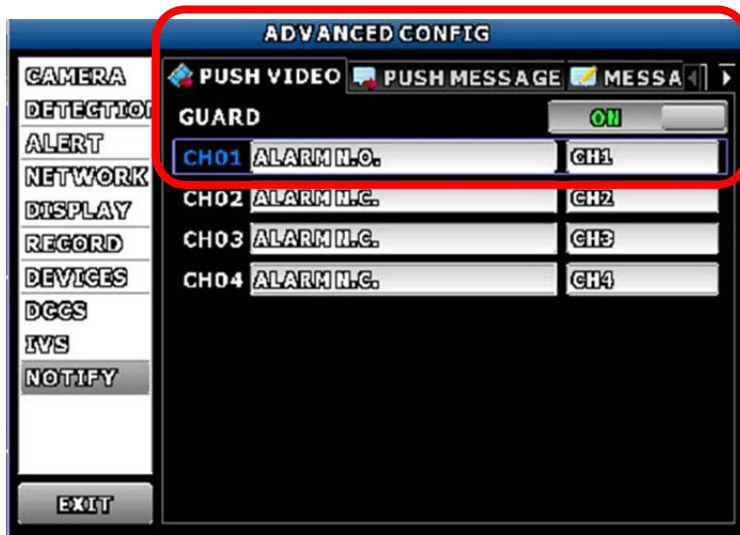 ADVANCED CONFIG
CAMERA
DETECTION
ALERT
NETWORK
DISPLAY
RECORD
DEVICES
DCCS
IVS
NOTIFY
EXIT
PUSH VIDEO PUSH MESSAGE MESSA
GUARD ON
CH01 ALARM N.O. CH1
CH02 ALARM N.C. CH2
CH03 ALARM N.C. CH3
CH04 ALARM N.C. CH4